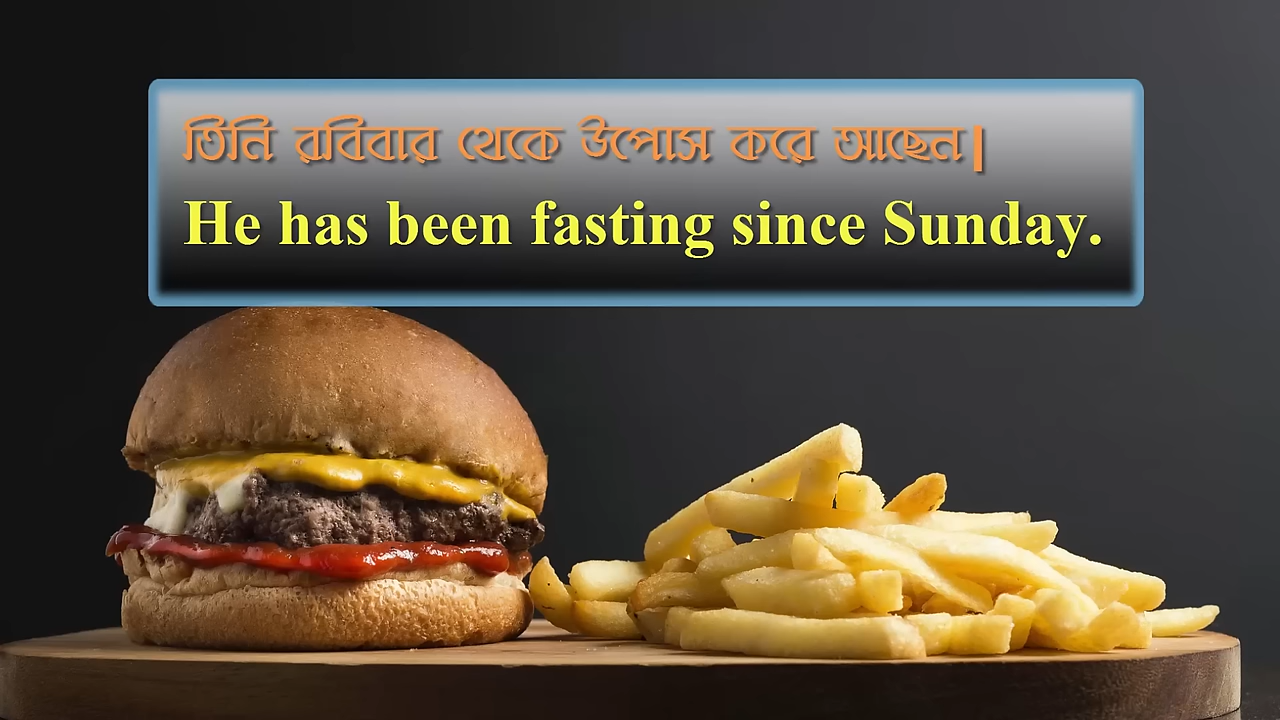 তিনি রবিবার থেকে উপোস করে আছেন|
He has been fasting since Sunday.